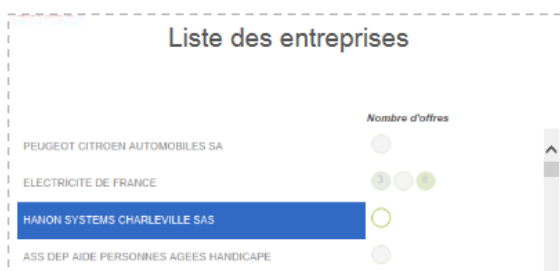 Liste des entreprises
Nombre d'offres
PEUGEOT CITROEN AUTOMOBILES SA
ELECTRICITE DE FRANCE 3 8
HANON SYSTEMS CHARLEVILLE SAS
ASS DEP AIDE PERSONNES AGEES HANDICAPE